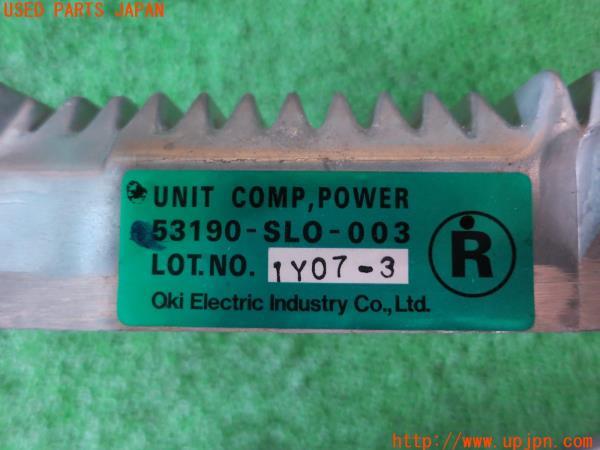 USED PARTS JAPAN
UNIT COMP,POWER
53190-SLO-003
LOT.NO. 1Y07-3
R
Oki Electric Industry Co.,Ltd.
http://www.upjpn.com/